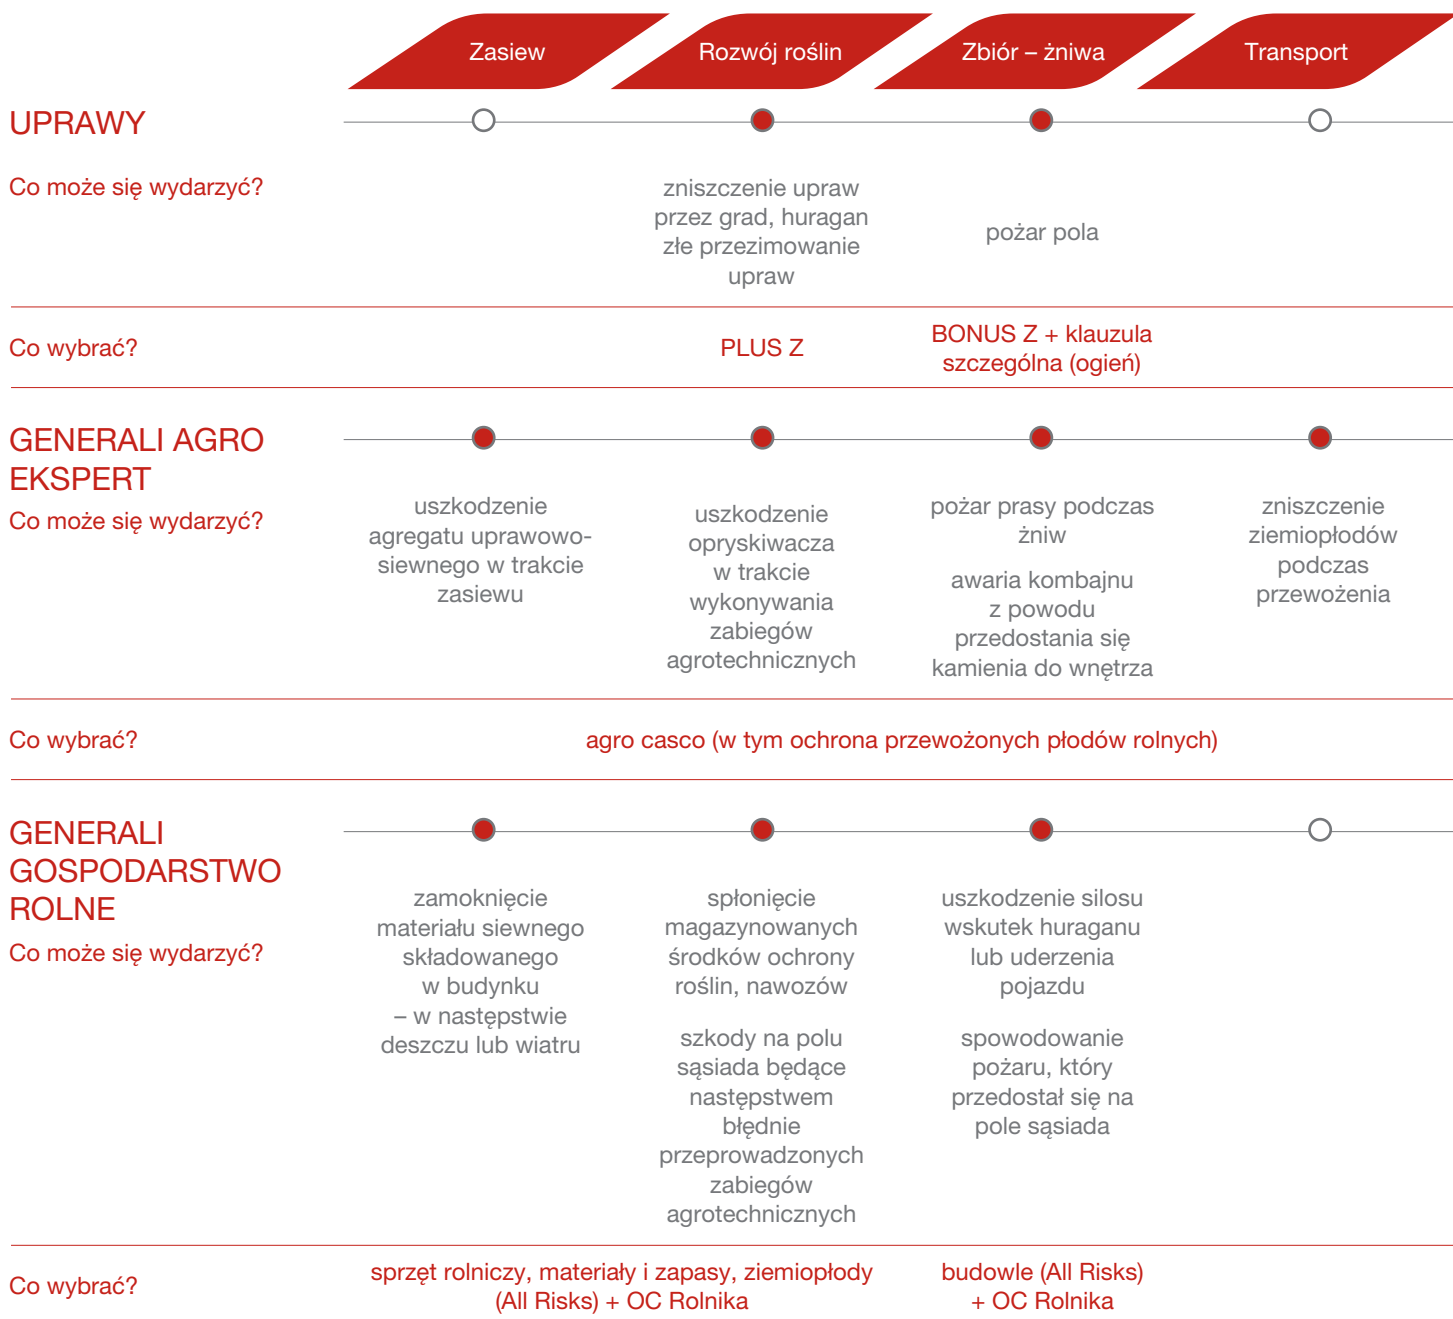 Zasiew
Rozwój roślin
Zbiór – żniwa
Transport
UPRAWY
Co może się wydarzyć?
zniszczenie upraw
przez grad, huragan
złe przezimowanie
upraw
pożar pola
Co wybrać?
PLUS Z
BONUS Z + klauzula
szczególna (ogień)
GENERALI AGRO
EKSPERT
Co może się wydarzyć?
uszkodzenie
agregatu uprawowo-
siewnego w trakcie
zasiewu
uszkodzenie
opryskiwacza
w trakcie
wykonywania
zabiegów
agrotechnicznych
pożar prasy podczas
żniw
awaria kombajnu
z powodu
przedostania się
kamienia do wnętrza
zniszczenie
ziemiopłodów
podczas
przewożenia
Co wybrać?
agro casco (w tym ochrona przewożonych płodów rolnych)
GENERALI
GOSPODARSTWO
ROLNE
Co może się wydarzyć?
zamoknięcie
materiału siewnego
składowanego
w budynku
– w następstwie
deszczu lub wiatru
spłonięcie
magazynowanych
środków ochrony
roślin, nawozów
szkody na polu
sąsiada będące
następstwem
błędnie
przeprowadzonych
zabiegów
agrotechnicznych
uszkodzenie silosu
wskutek huraganu
lub uderzenia
pojazdu
spowodowanie
pożaru, który
przedostał się na
pole sąsiada
Co wybrać?
sprzęt rolniczy, materiały i zapasy, ziemiopłody
(All Risks) + OC Rolnika
budowle (All Risks)
+ OC Rolnika